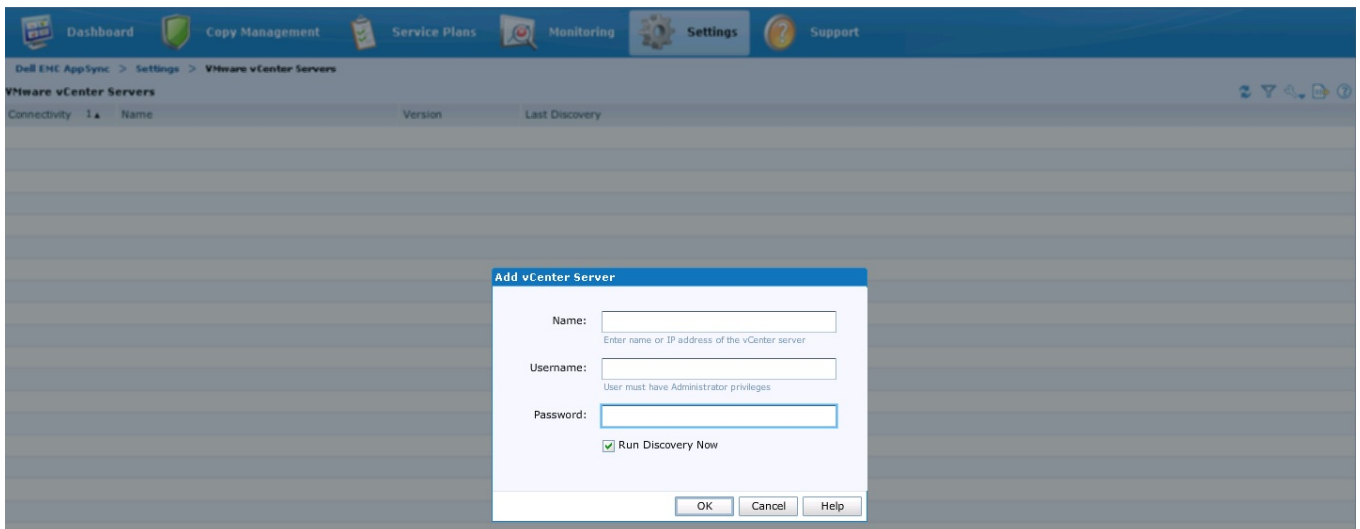 Dashboard Copy Management Service Plans Monitoring Settings Support
Dell EMC AppSync > Settings > VMware vCenter Servers
VMware vCenter Servers
Connectivity 1▲ Name Version Last Discovery
Add vCenter Server
Name:
Enter name or IP address of the vCenter server
Username:
User must have Administrator privileges
Password:
Run Discovery Now
OK Cancel Help